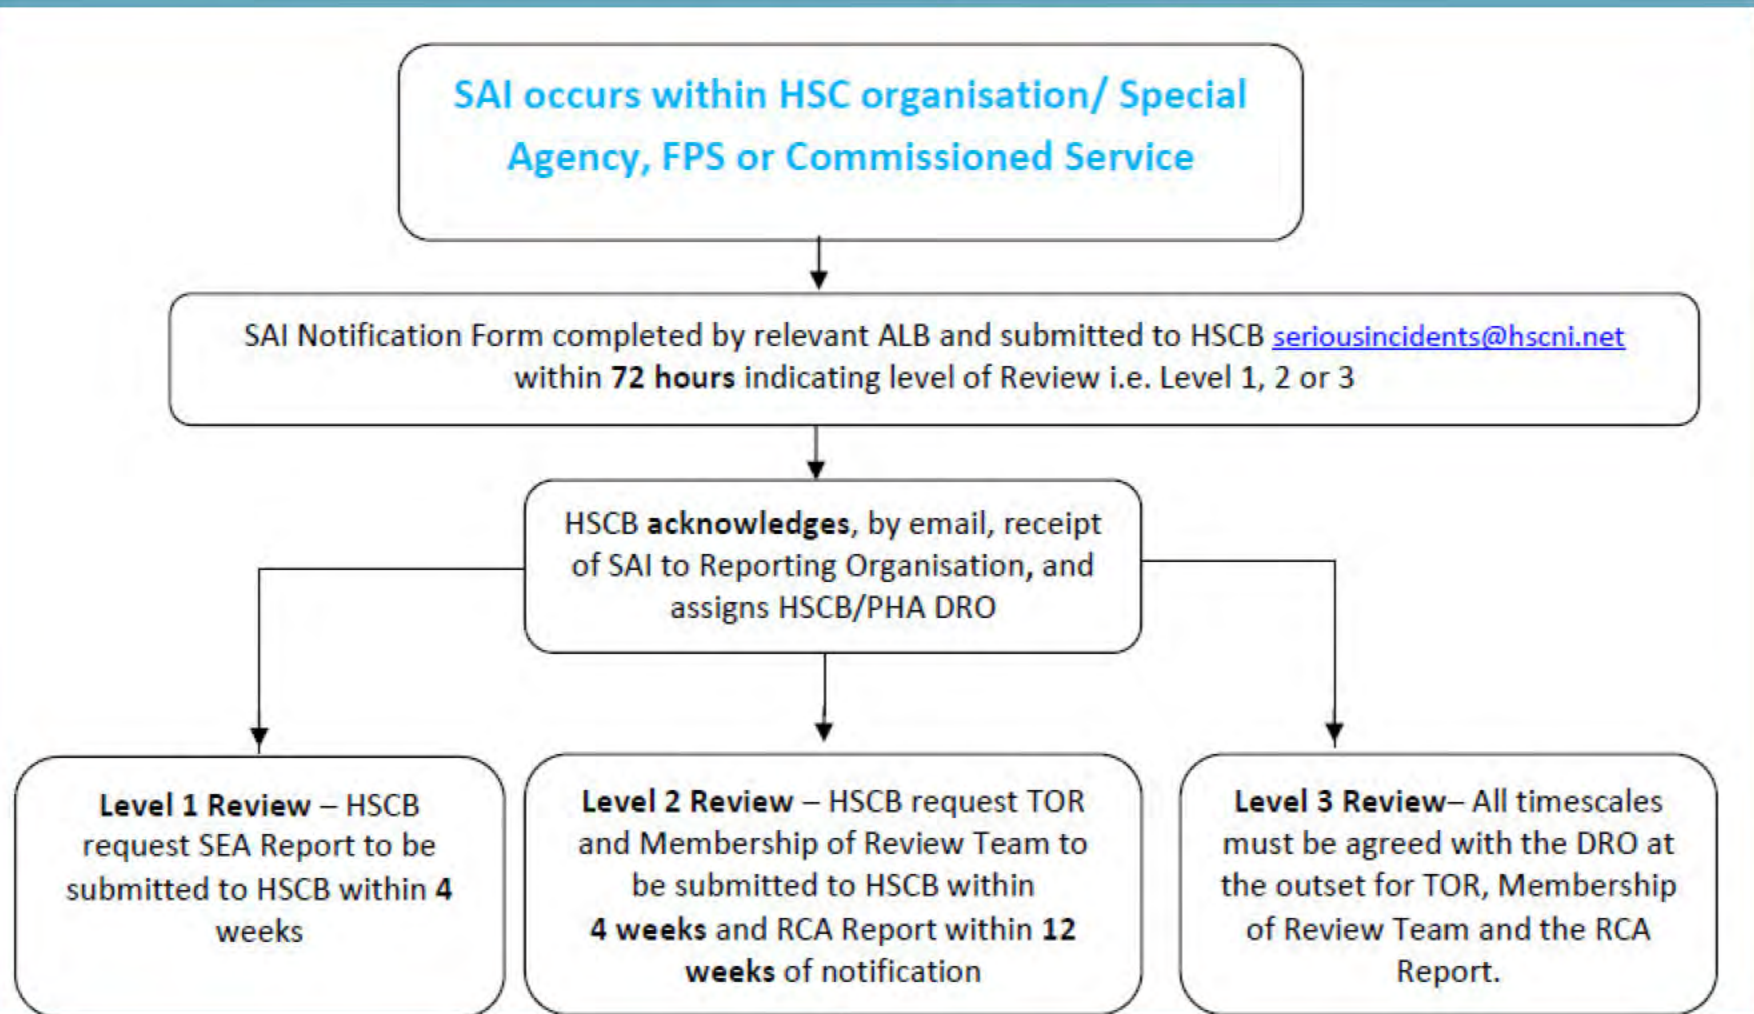 SAI occurs within HSC organisation/ Special
Agency, FPS or Commissioned Service
SAI Notification Form completed by relevant ALB and submitted to HSCB seriousincidents@hscni.net
within 72 hours indicating level of Review i.e. Level 1, 2 or 3
HSCB acknowledges, by email, receipt
of SAI to Reporting Organisation, and
assigns HSCB/PHA DRO
Level 1 Review – HSCB
request SEA Report to be
submitted to HSCB within 4
weeks
Level 2 Review – HSCB request TOR
and Membership of Review Team to
be submitted to HSCB within
4 weeks and RCA Report within 12
weeks of notification
Level 3 Review– All timescales
must be agreed with the DRO at
the outset for TOR, Membership
of Review Team and the RCA
Report.